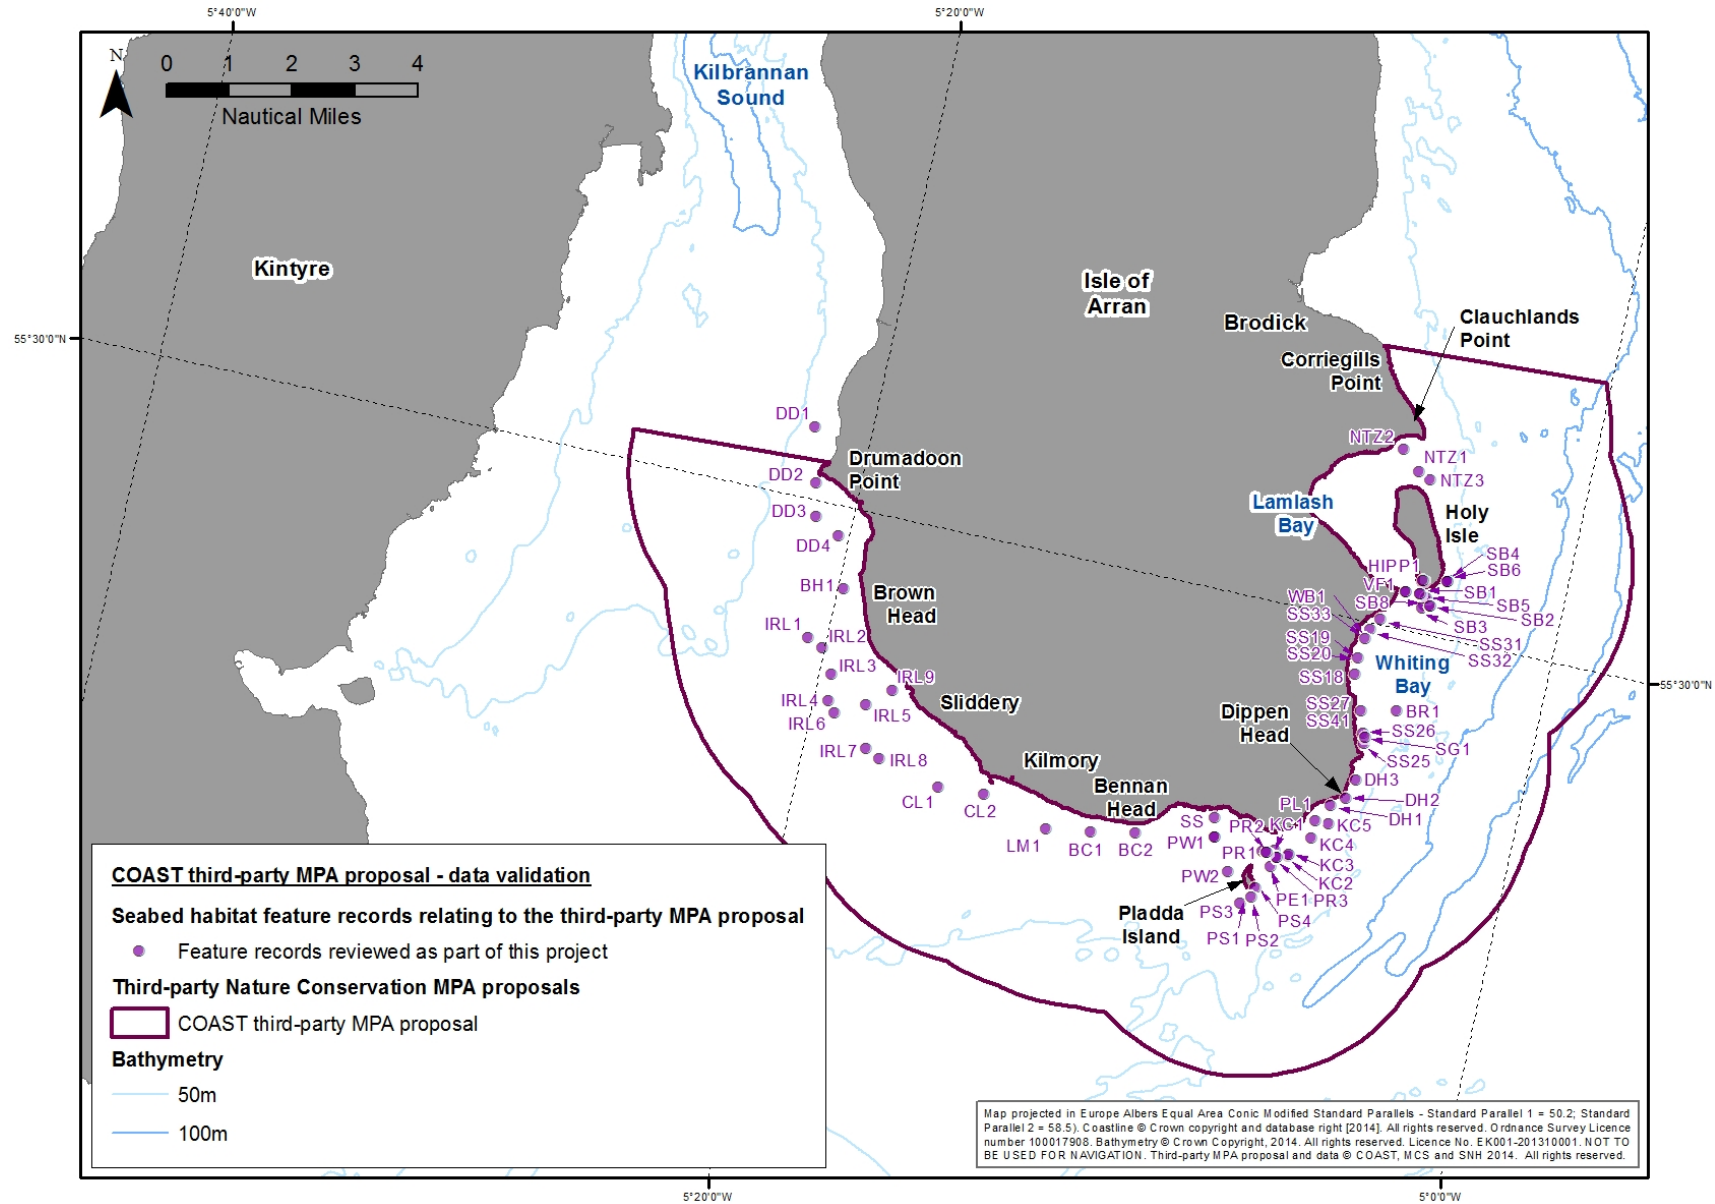 5°40'0"W
5°20'0"W
N
0 1 2 3 4
Nautical Miles
Kilbrannan
Sound
Kintyre
Isle of
Arran
Brodick
Clauchlands
Point
Corriegills
Point
55°30'0"N
DD1
NTZ2
Drumadoon
Point
NTZ1
DD2
NTZ3
Lamlash
Bay
DD3
Holy
Isle
DD4
SB4
HIPP1
SB6
BH1
VF1
SB1
Brown
Head
WB1
SB8
SB5
SS33
SB2
IRL1
IRL2
SB3
SS19
SS31
SS20
SS32
IRL3
Whiting
Bay
IRL9
SS18
55°30'0"N
IRL4
Sliddery
SS27
IRL5
Dippen
Head
BR1
IRL6
SS41
SS26
IRL7
SG1
IRL8
Kilmory
SS25
Bennan
Head
DH3
CL1
CL2
PL1
DH2
SS
PR2
KC1
DH1
KC5
LM1
BC1
BC2
PW1
PR1
KC4
KC3
PW2
KC2
PE1
PR3
Pladda
Island
PS3
PS4
PS1
PS2
COAST third-party MPA proposal - data validation
Seabed habitat feature records relating to the third-party MPA proposal
Feature records reviewed as part of this project
Third-party Nature Conservation MPA proposals
COAST third-party MPA proposal
Bathymetry
50m
100m
Map projected in Europe Albers Equal Area Conic Modified Standard Parallels - Standard Parallel 1 = 50.2; Standard
Parallel 2 = 58.5). Coastline © Crown copyright and database right [2014]. All rights reserved. Ordnance Survey Licence
number 100017908. Bathymetry © Crown Copyright, 2014. All rights reserved. Licence No. EK001-201310001. NOT TO
BE USED FOR NAVIGATION. Third-party MPA proposal and data © COAST, MCS and SNH 2014. All rights reserved.
5°20'0"W
5°0'0"W